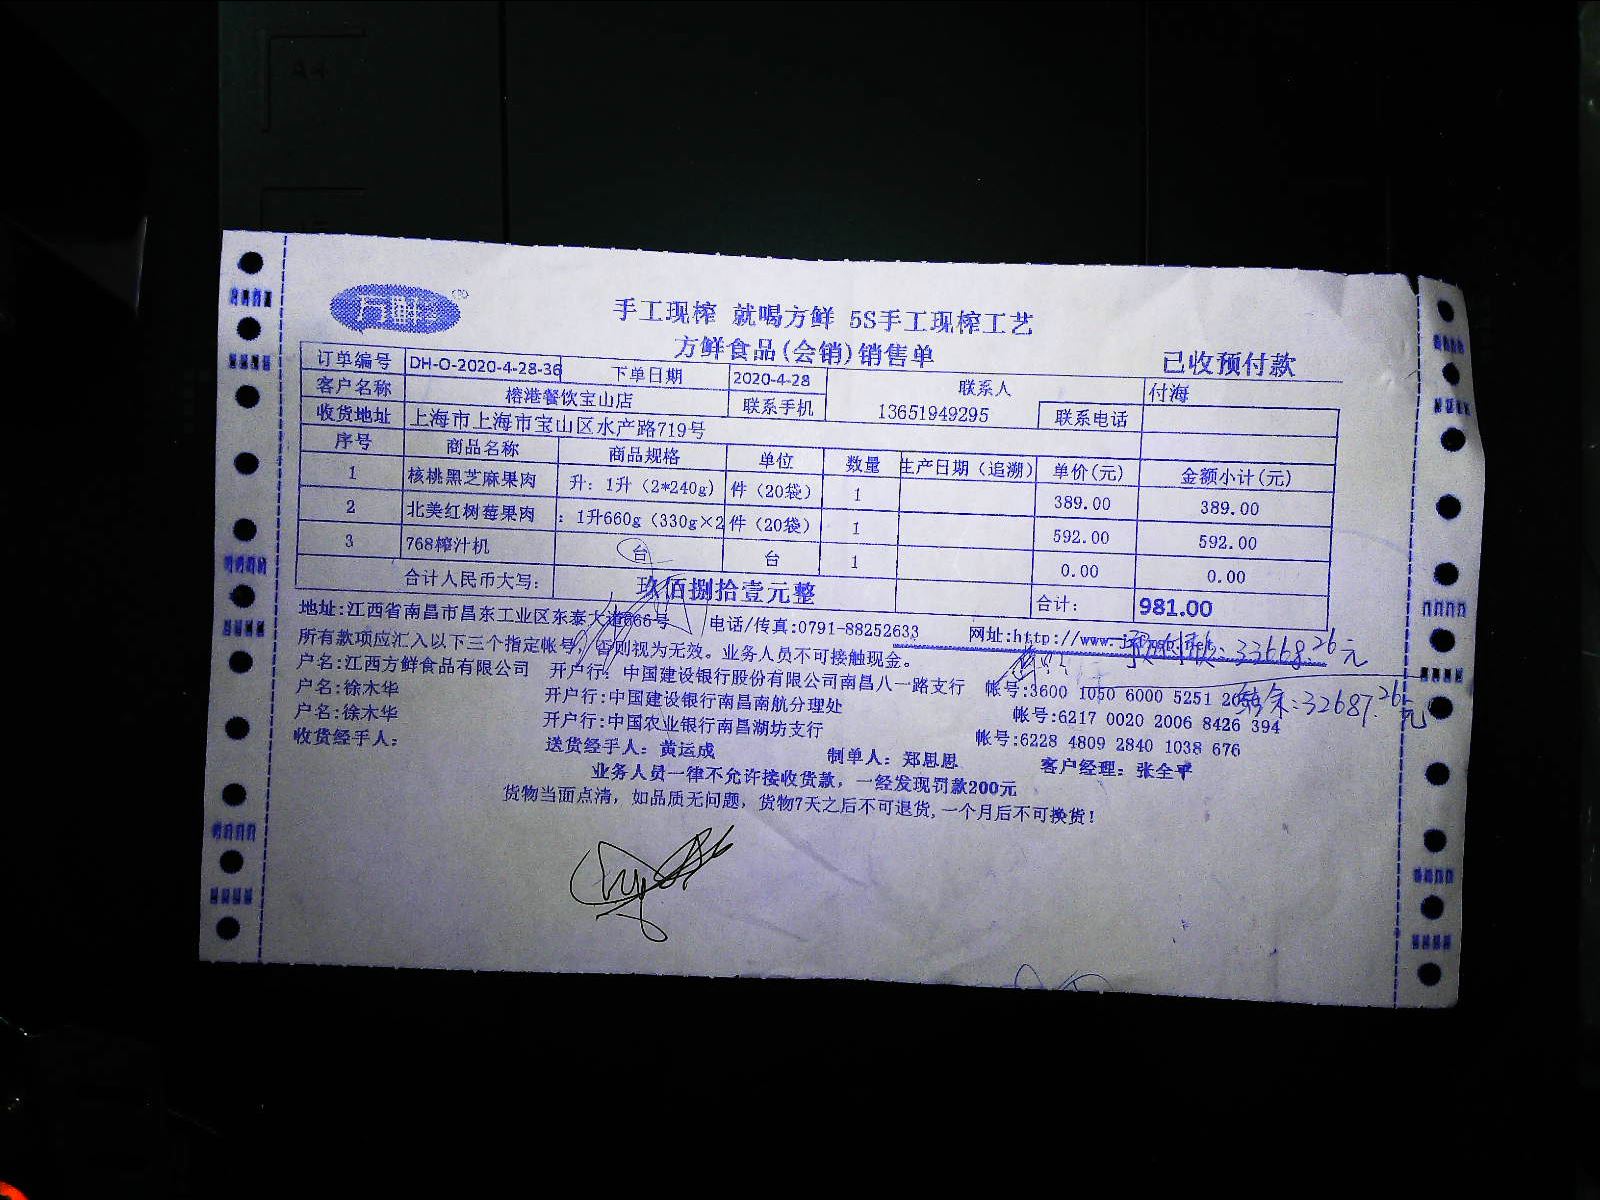 方鲜
手工现榨 就喝方鲜 5S手工现榨工艺
方鲜食品(会销)销售单 已收预付款
订单编号 DH-O-2020-4-28-36 下单日期 2020-4-28 联系人 付海
客户名称 榕港餐饮宝山店 联系手机 13651949295 联系电话
收货地址 上海市上海市宝山区水产路719号
序号 商品名称 商品规格 单位 数量 生产日期（追溯） 单价(元) 金额小计(元)
1 核桃黑芝麻果肉 升：1升（2*240g) 件（20袋） 1 389.00 389.00
2 北美红树莓果肉 ：1升660g（330g×2 件（20袋） 1 592.00 592.00
3 768榨汁机 台 台 1 0.00 0.00
合计人民币大写： 玖佰捌拾壹元整 合计： 981.00
地址:江西省南昌市昌东工业区东泰大道666号 电话/传真:0791-88252633 网址:http://www.
33668.26元
所有款项应汇入以下三个指定帐号，否则视为无效。业务人员不可接触现金。
户名:江西方鲜食品有限公司 开户行：中国建设银行股份有限公司南昌八一路支行 帐号:3600 1050 6000 5251
余:32687.26元
户名:徐木华 开户行:中国建设银行南昌南航分理处 帐号:6217 0020 2006 8426 394
户名:徐木华 开户行:中国农业银行南昌湖坊支行 帐号:6228 4809 2840 1038 676
收货经手人： 送货经手人：黄运成 制单人：郑思思 客户经理：张全平
业务人员一律不允许接收货款，一经发现罚款200元
货物当面点清，如品质无问题，货物7天之后不可退货,一个月后不可换货！